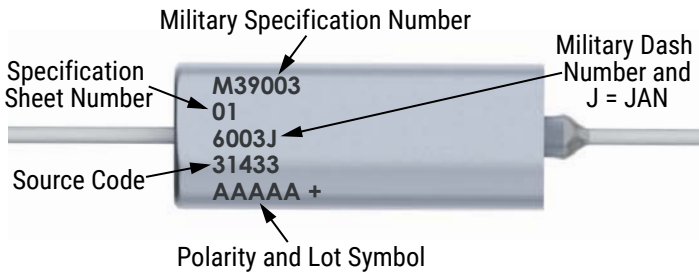 Military Specification Number
Specification
Sheet Number
Military Dash
Number and
J = JAN
M39003
01
6003J
31433
AAAAA +
Source Code
Polarity and Lot Symbol